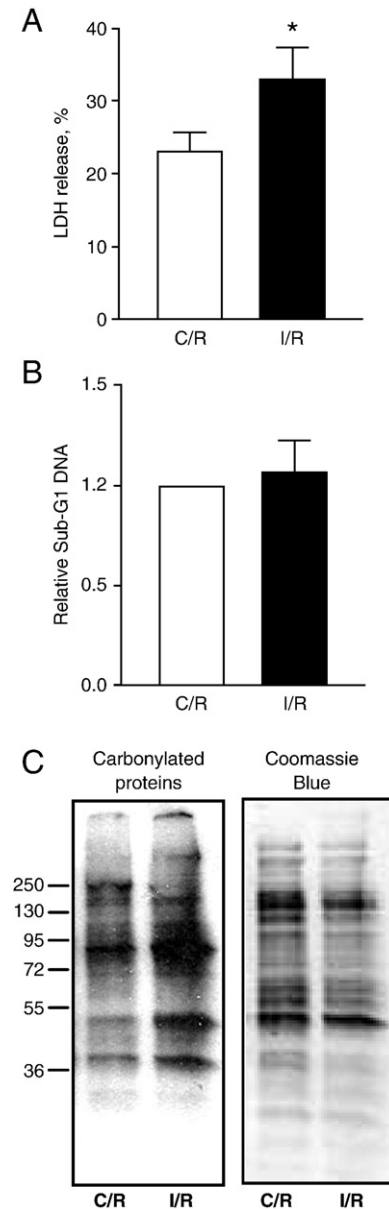 A
LDH release, %
40
30
20
10
0
*
C/R
I/R
B
Relative Sub-G1 DNA
1.5
1.2
0.5
0.0
C/R
I/R
C
Carbonylated
proteins
Coomassie
Blue
250
130
95
72
55
36
C/R
I/R
C/R
I/R